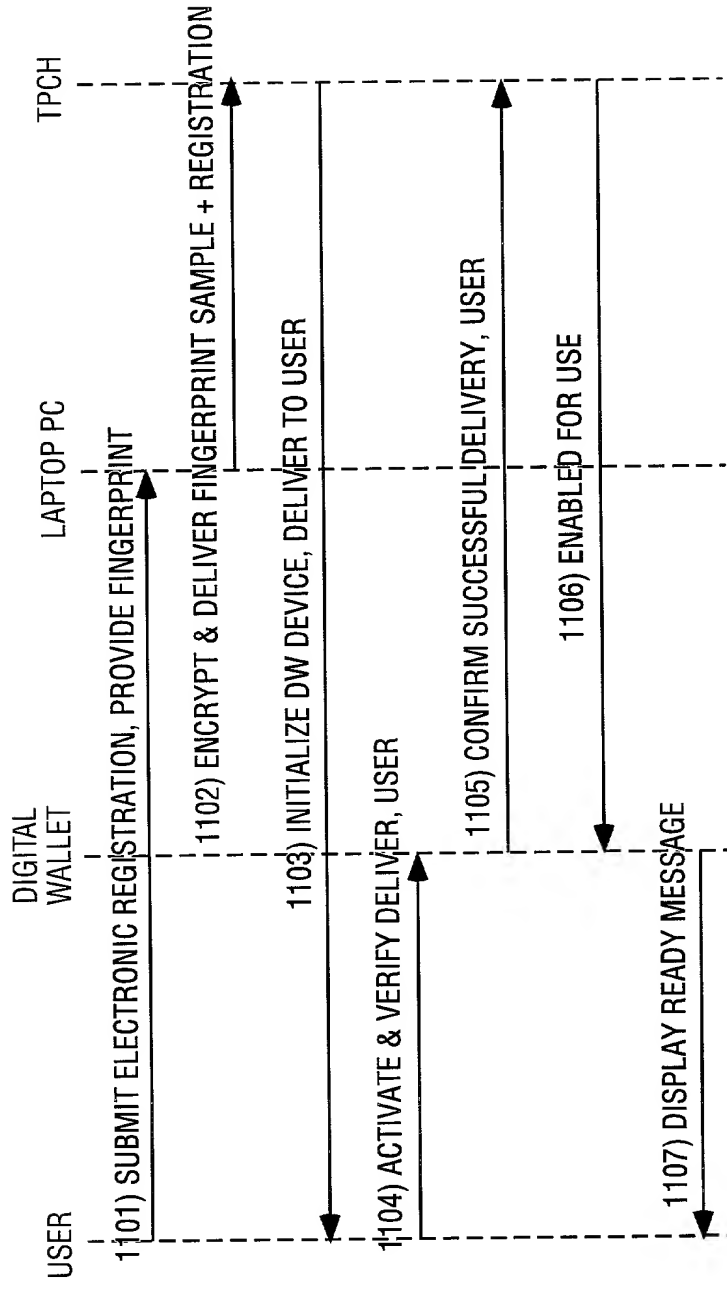 USER
DIGITAL
WALLET
LAPTOP PC
TPCH
1101) SUBMIT ELECTRONIC REGISTRATION, PROVIDE FINGERPRINT
1102) ENCRYPT & DELIVER FINGERPRINT SAMPLE + REGISTRATION
1103) INITIALIZE DW DEVICE, DELIVER TO USER
1104) ACTIVATE & VERIFY DELIVER, USER
1105) CONFIRM SUCCESSFUL DELIVERY, USER
1106) ENABLED FOR USE
1107) DISPLAY READY MESSAGE